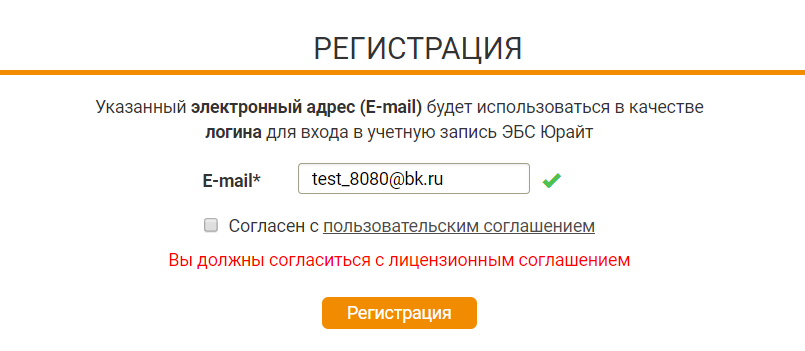 РЕГИСТРАЦИЯ
Указанный электронный адрес (E-mail) будет использоваться в качестве
логина для входа в учетную запись ЭБС Юрайт
E-mail* test_8080@bk.ru
Согласен с пользовательским соглашением
Вы должны согласиться с лицензионным соглашением
Регистрация